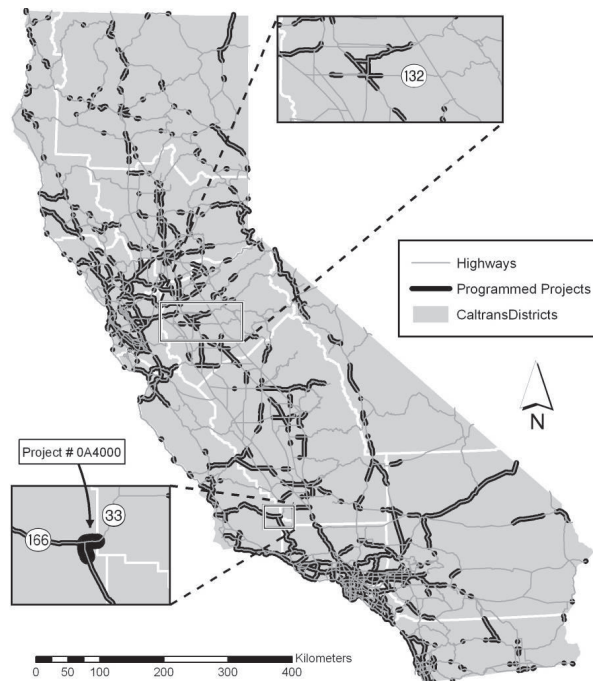 132
Highways
Programmed Projects
CaltransDistricts
N
Project # 0A4000
33
166
Kilometers
0 50 100 200 300 400